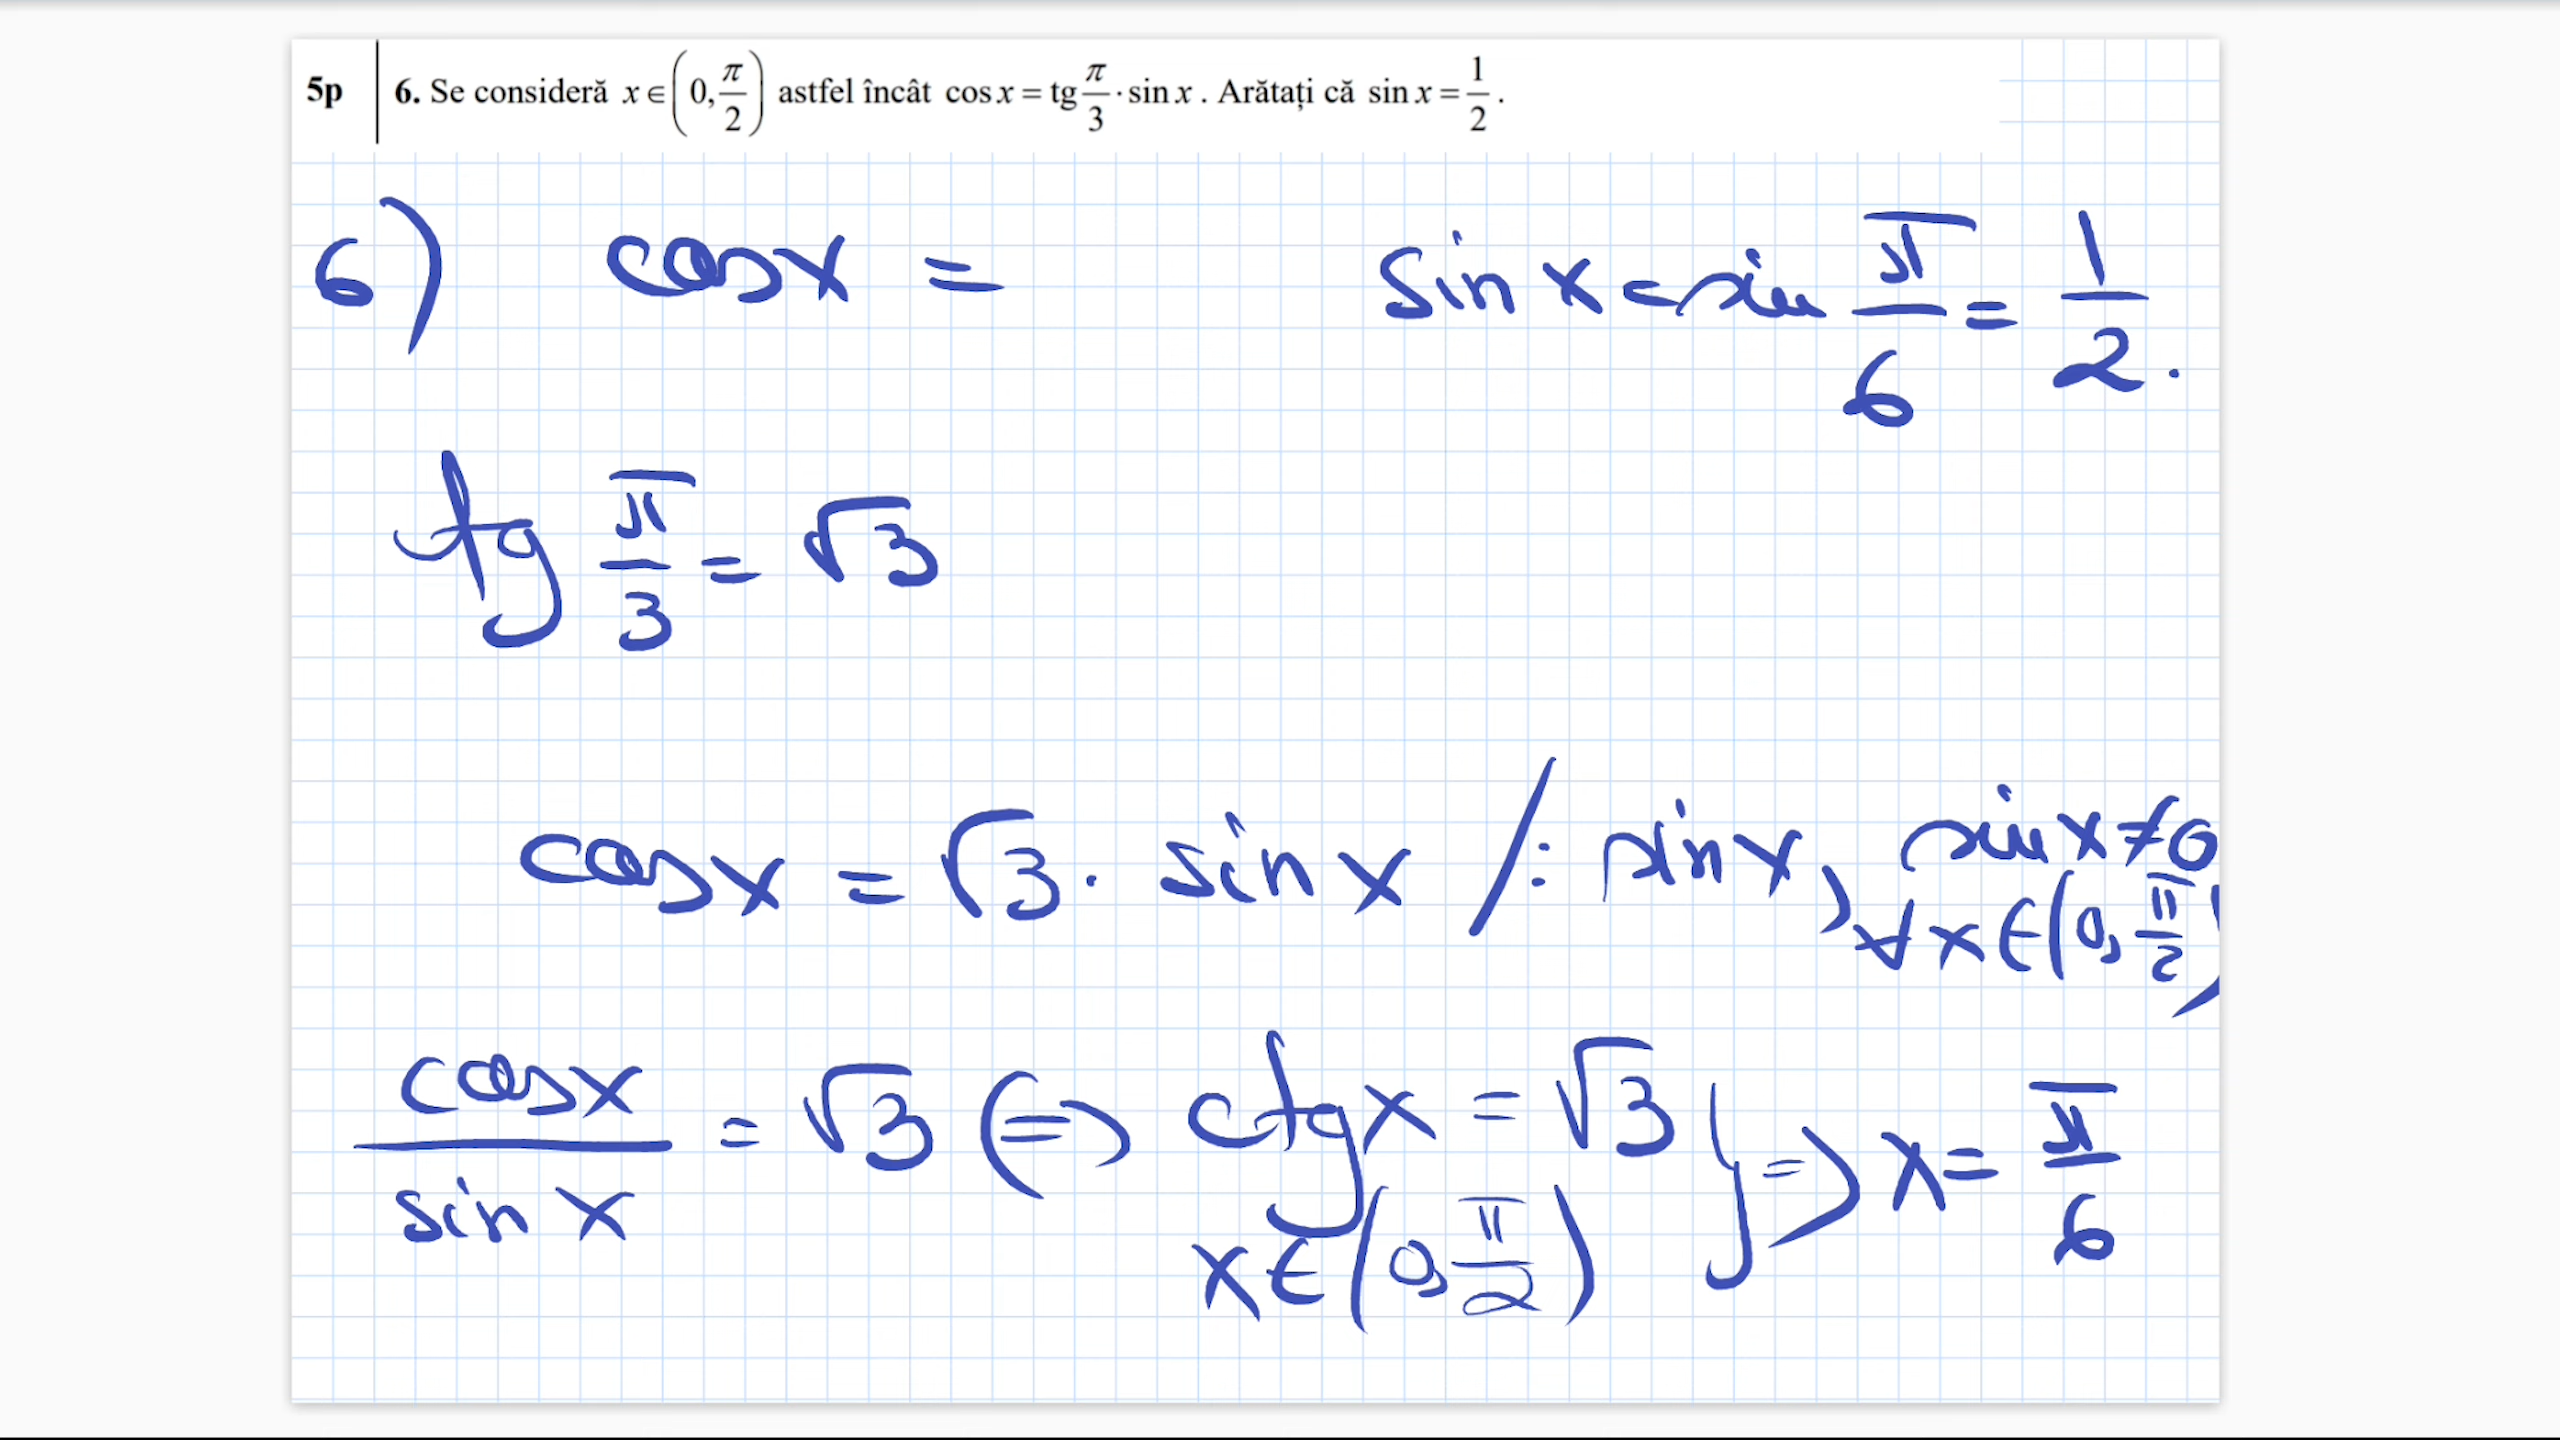 5p 6. Se consideră x ∈ (0, π/2) astfel încât cos x = tg π/3 · sin x . Arătați că sin x = 1/2 .
6) cos x =
sin x = sin π/6 = 1/2 .
tg π/3 = √3
cos x = √3 · sin x / : sin x, sin x ≠ 0
∀ x ∈ (0, π/2)
cos x / sin x = √3 (=) ctg x = √3 } => x = π/6
x ∈ (0, π/2)